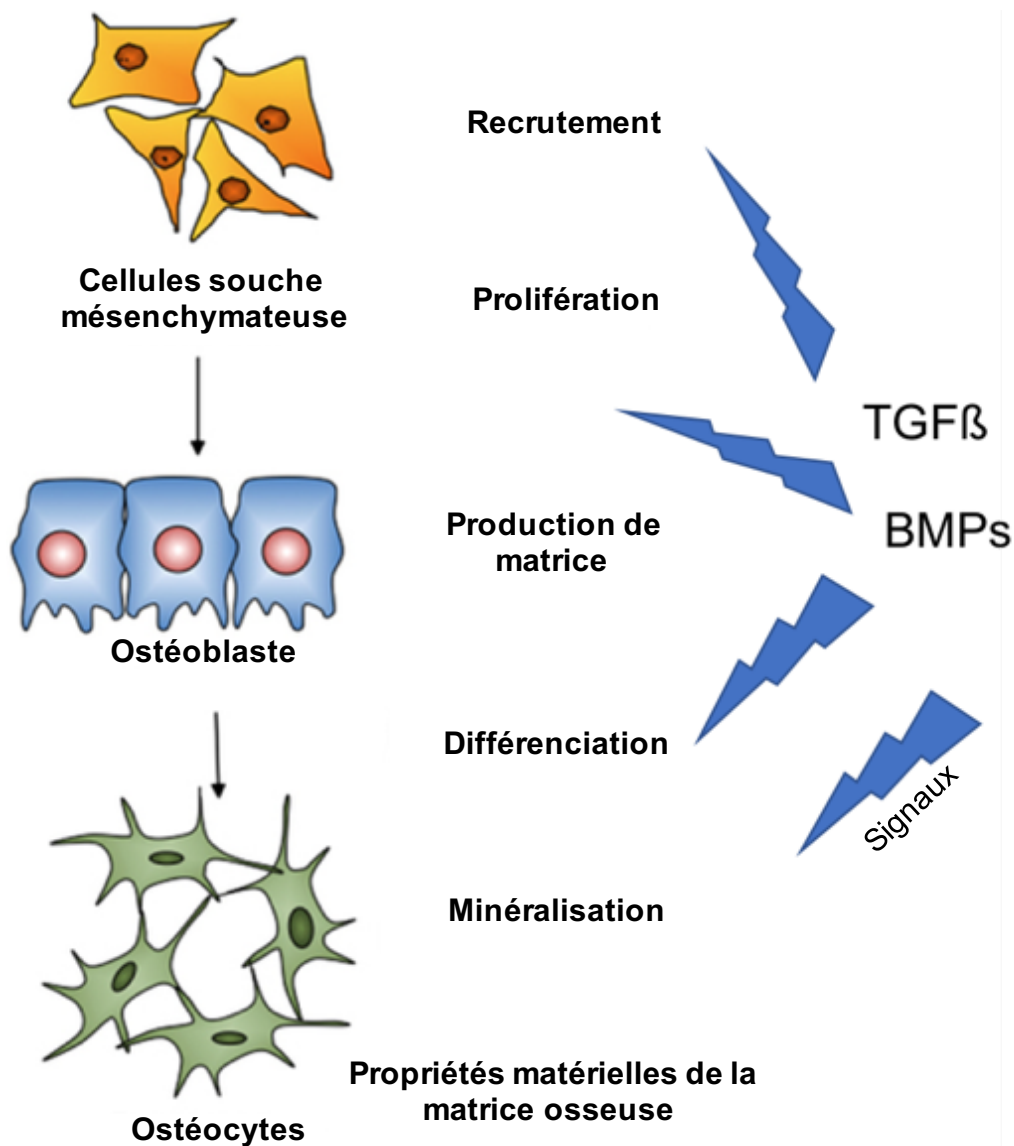 Recrutement
Cellules souche
mésenchymateuse
Prolifération
TGFß
Production de
matrice
BMPs
Ostéoblaste
Différenciation
Signaux
Minéralisation
Propriétés matérielles de la
matrice osseuse
Ostéocytes